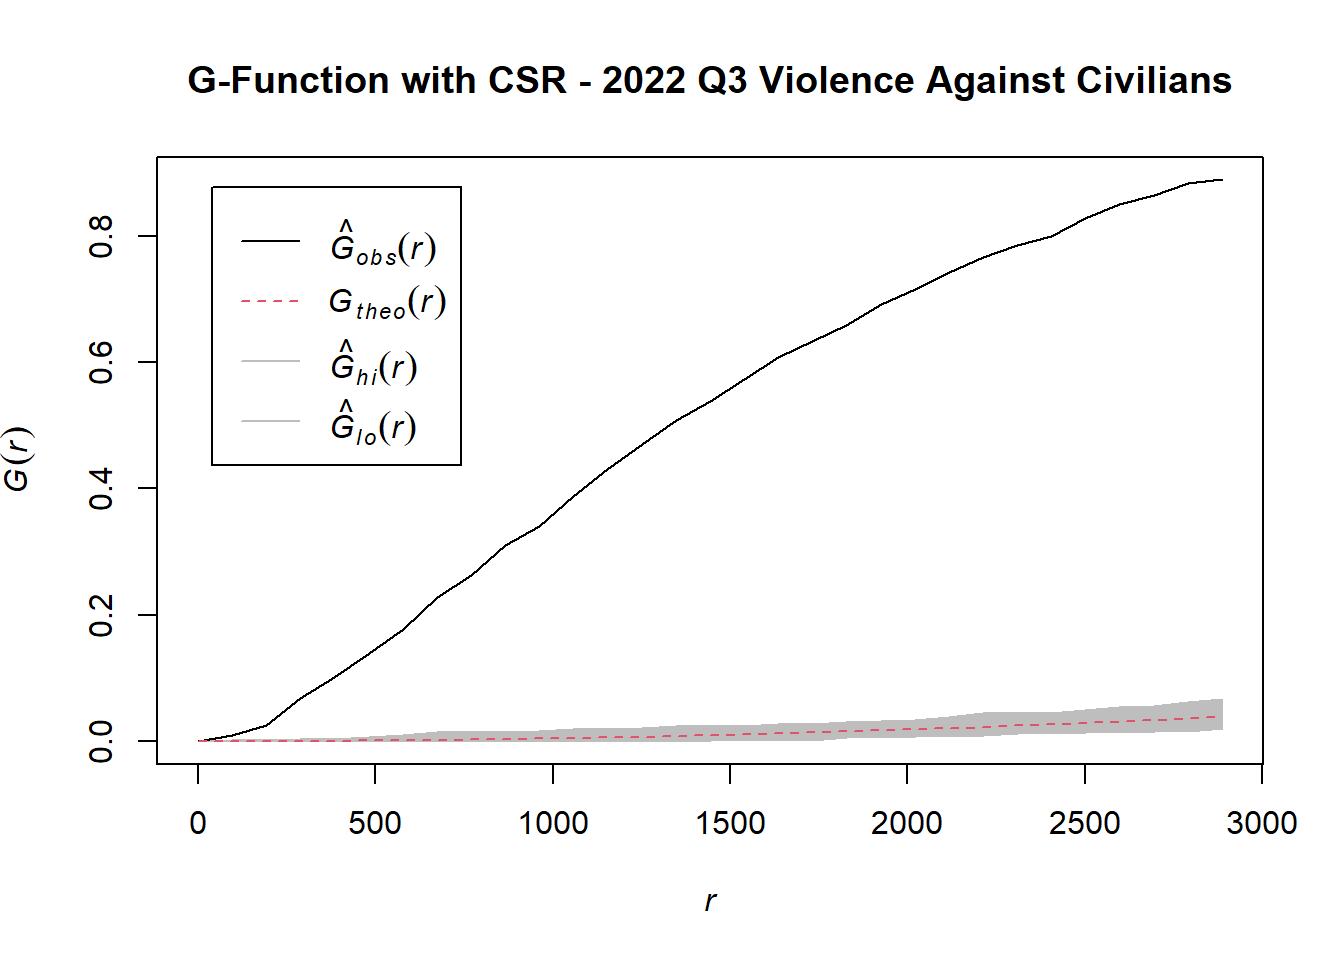 G-Function with CSR - 2022 Q3 Violence Against Civilians
Ĝobs(r)
Gtheo(r)
Ĝhi(r)
Ĝlo(r)
G(r)
0.8
0.6
0.4
0.2
0.0
0 500 1000 1500 2000 2500 3000
r